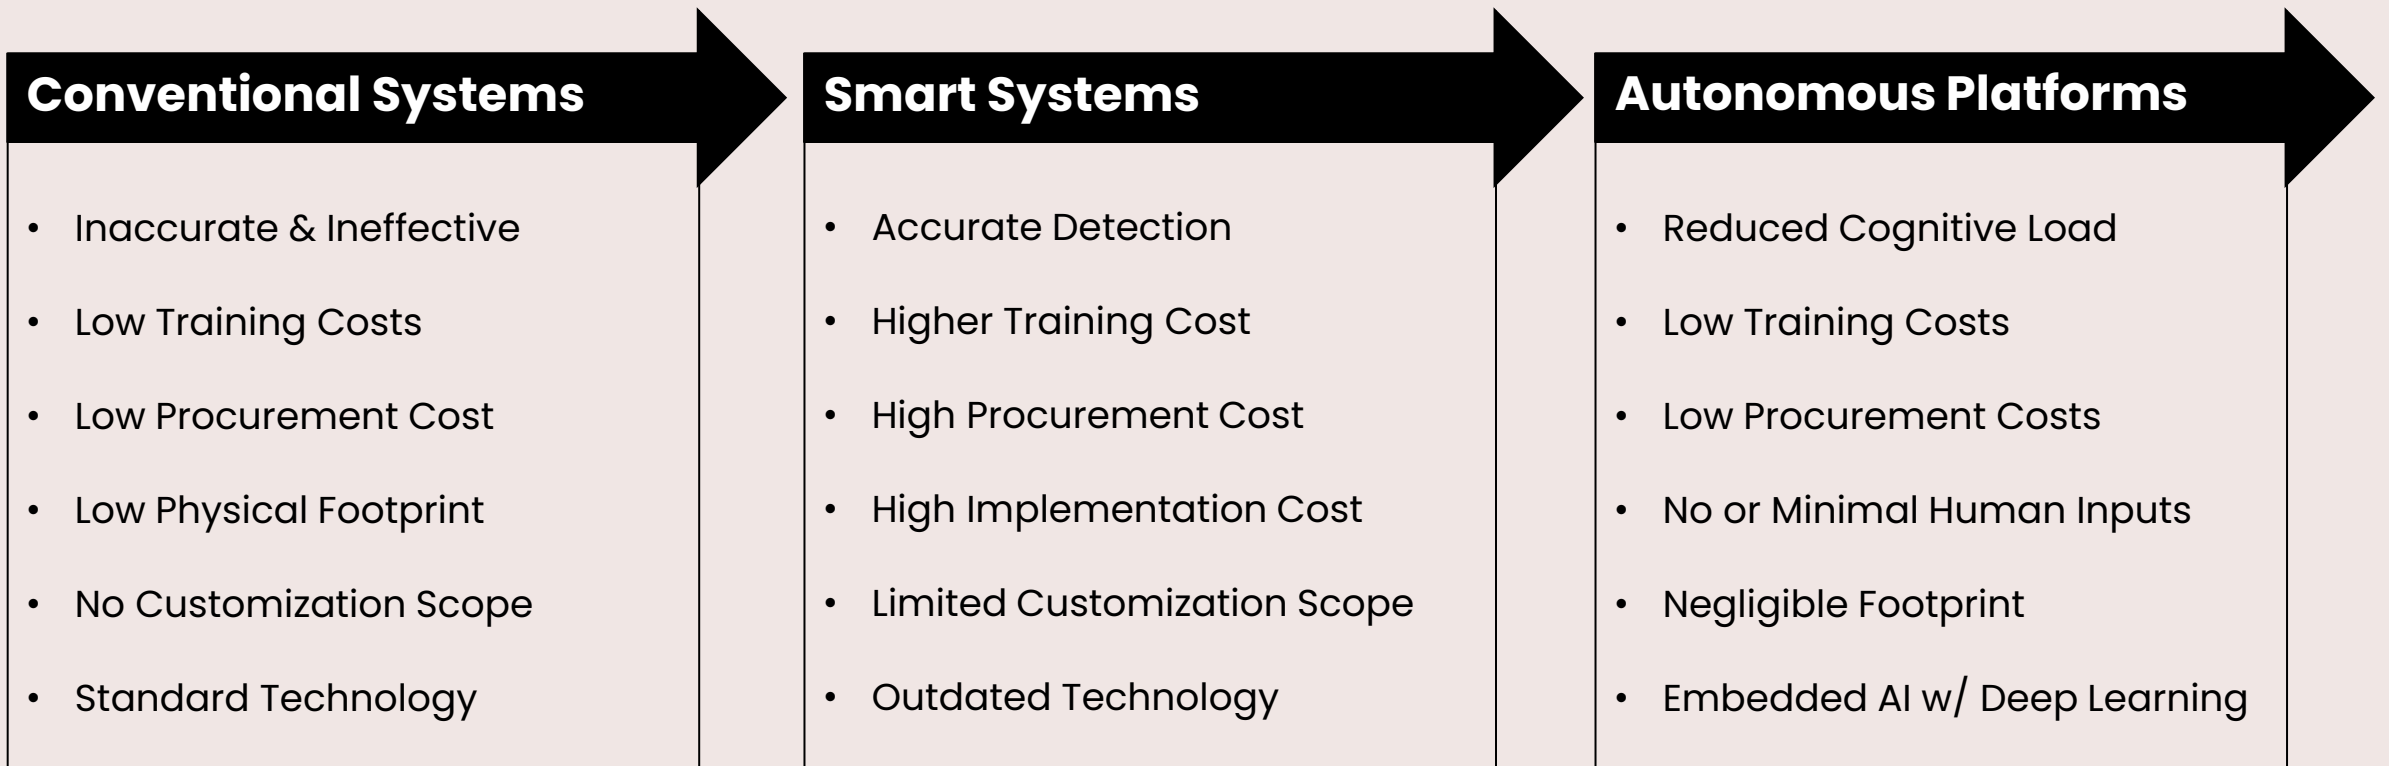 Conventional Systems
• Inaccurate & Ineffective
• Low Training Costs
• Low Procurement Cost
• Low Physical Footprint
• No Customization Scope
• Standard Technology
Smart Systems
• Accurate Detection
• Higher Training Cost
• High Procurement Cost
• High Implementation Cost
• Limited Customization Scope
• Outdated Technology
Autonomous Platforms
• Reduced Cognitive Load
• Low Training Costs
• Low Procurement Costs
• No or Minimal Human Inputs
• Negligible Footprint
• Embedded AI w/ Deep Learning